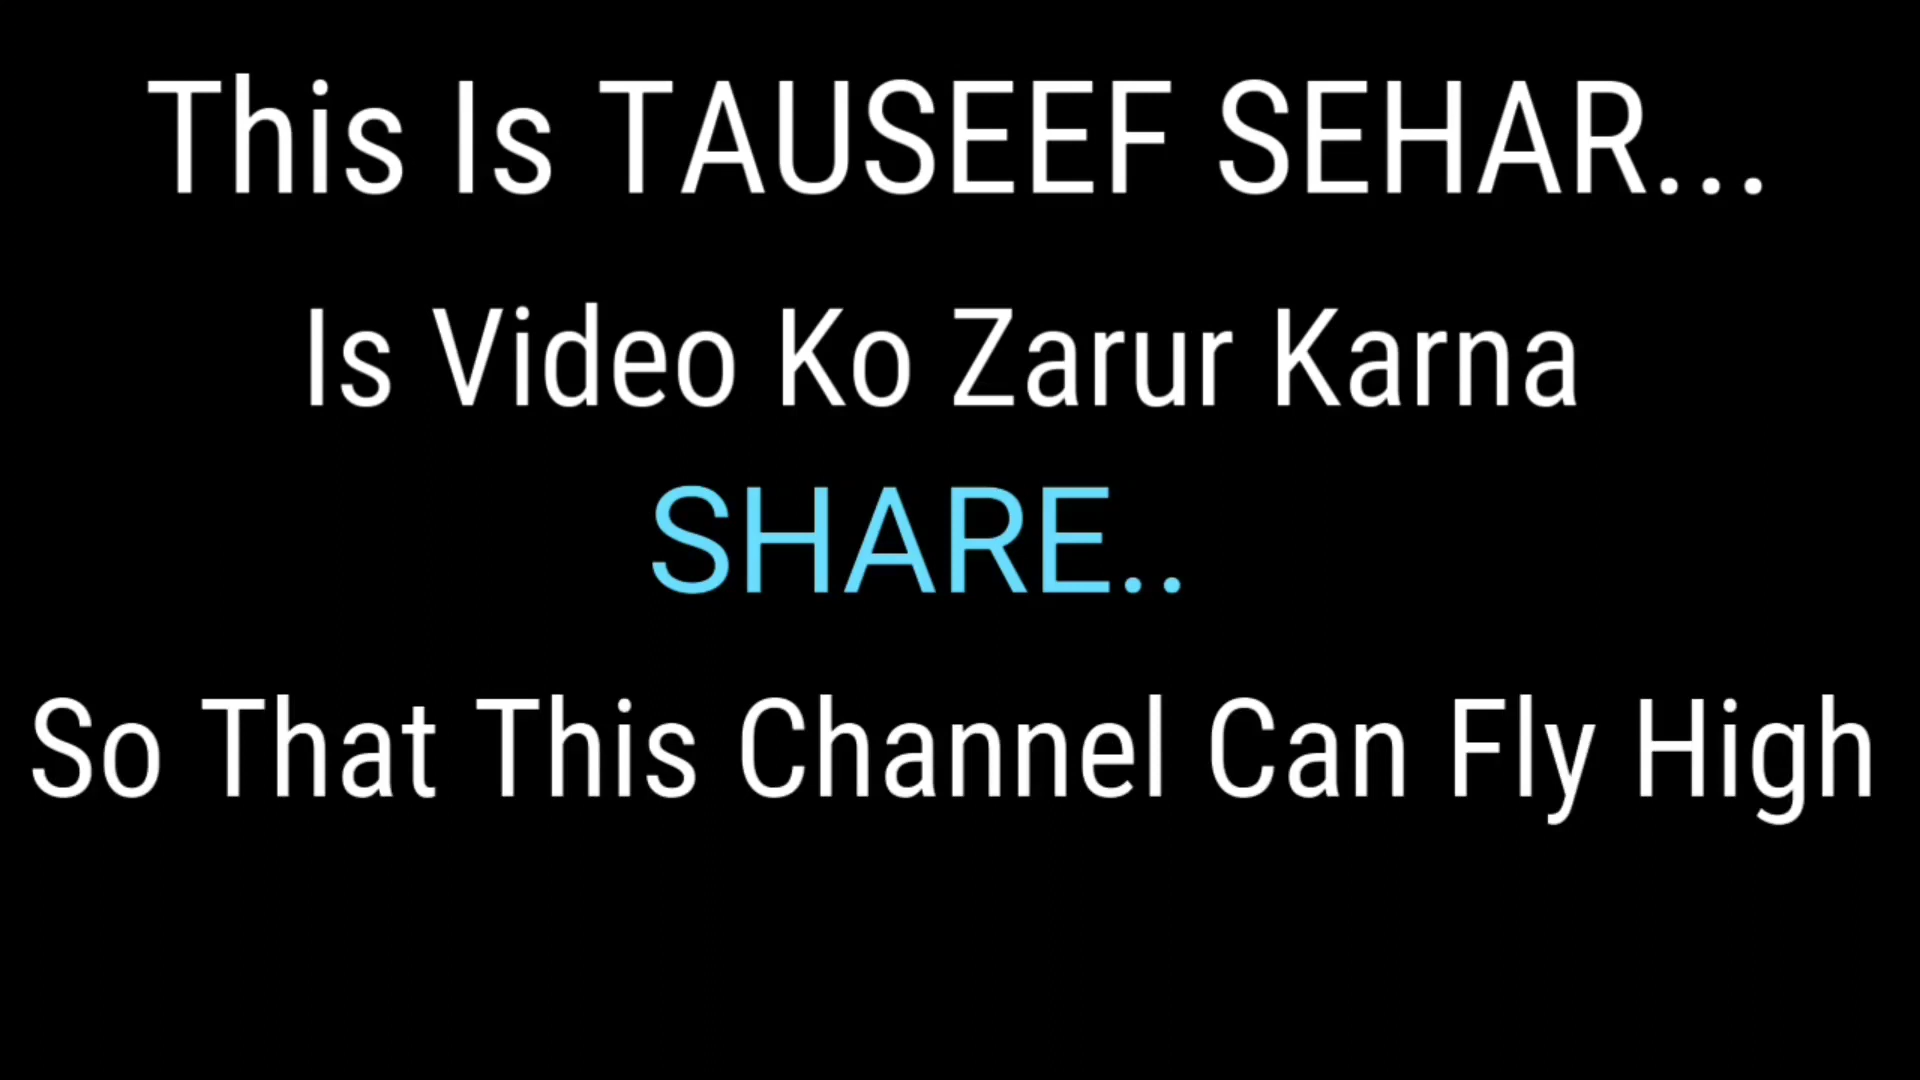 This Is TAUSEEF SEHAR...
Is Video Ko Zarur Karna
SHARE..
So That This Channel Can Fly High